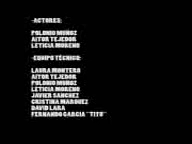 -ACTORES:
POLONIO MUÑOZ
AITOR TEJEDOR
LETICIA MORENO
-EQUIPO TÉCNICO:
LAURA MONTERO
AITOR TEJEDOR
POLONIO MUÑOZ
LETICIA MORENO
JAVIER SANCHEZ
CRISTINA MARQUEZ
DAVID LARA
FERNANDO GARCIA "TITO"